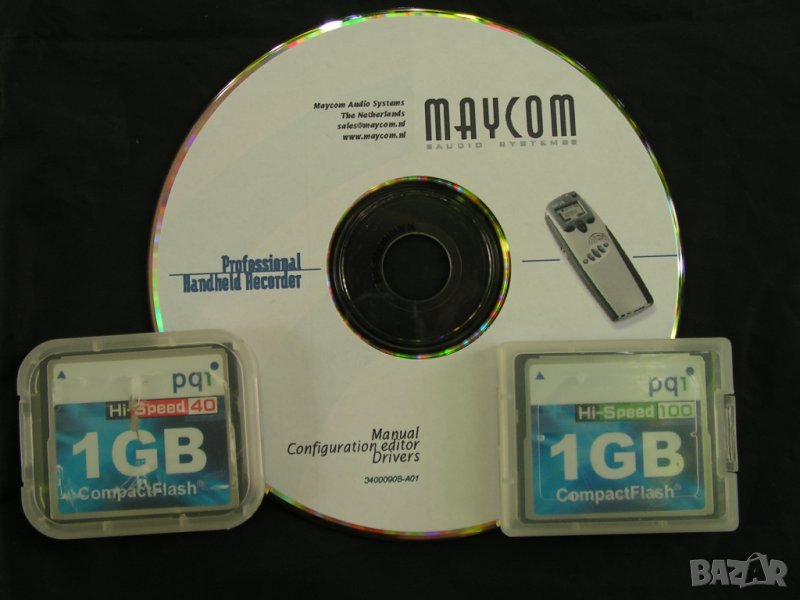 Maycom Audio Systems
The Netherlands
sales@maycom.nl
www.maycom.nl
MAYCOM
AUDIO SYSTEMS
Professional
Handheld Recorder
Manual
Configuration editor
Drivers
3400090B-A01
pqi
Hi-Speed 40
1GB
CompactFlash®
pqi
Hi-Speed 100
1GB
CompactFlash®
BAZAR